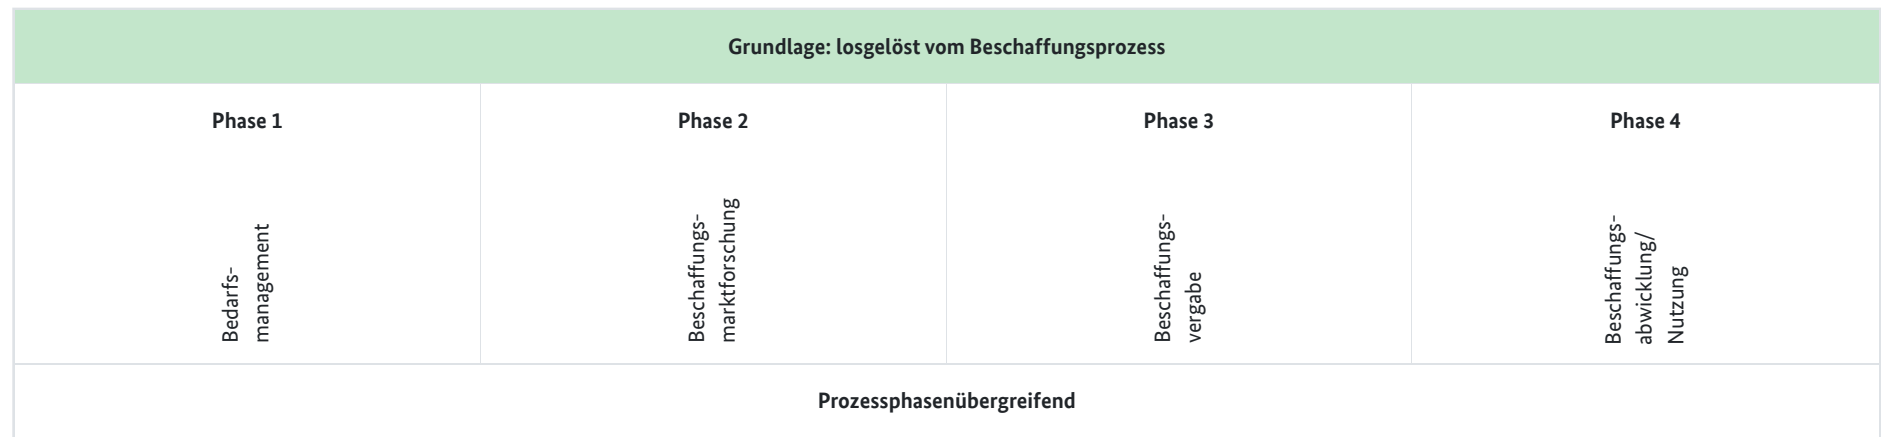 Grundlage: losgelöst vom Beschaffungsprozess
Phase 1
Phase 2
Phase 3
Phase 4
Bedarfs-
management
Beschaffungs-
marktforschung
Beschaffungs-
vergabe
Beschaffungs-
abwicklung/
Nutzung
Prozessphasenübergreifend